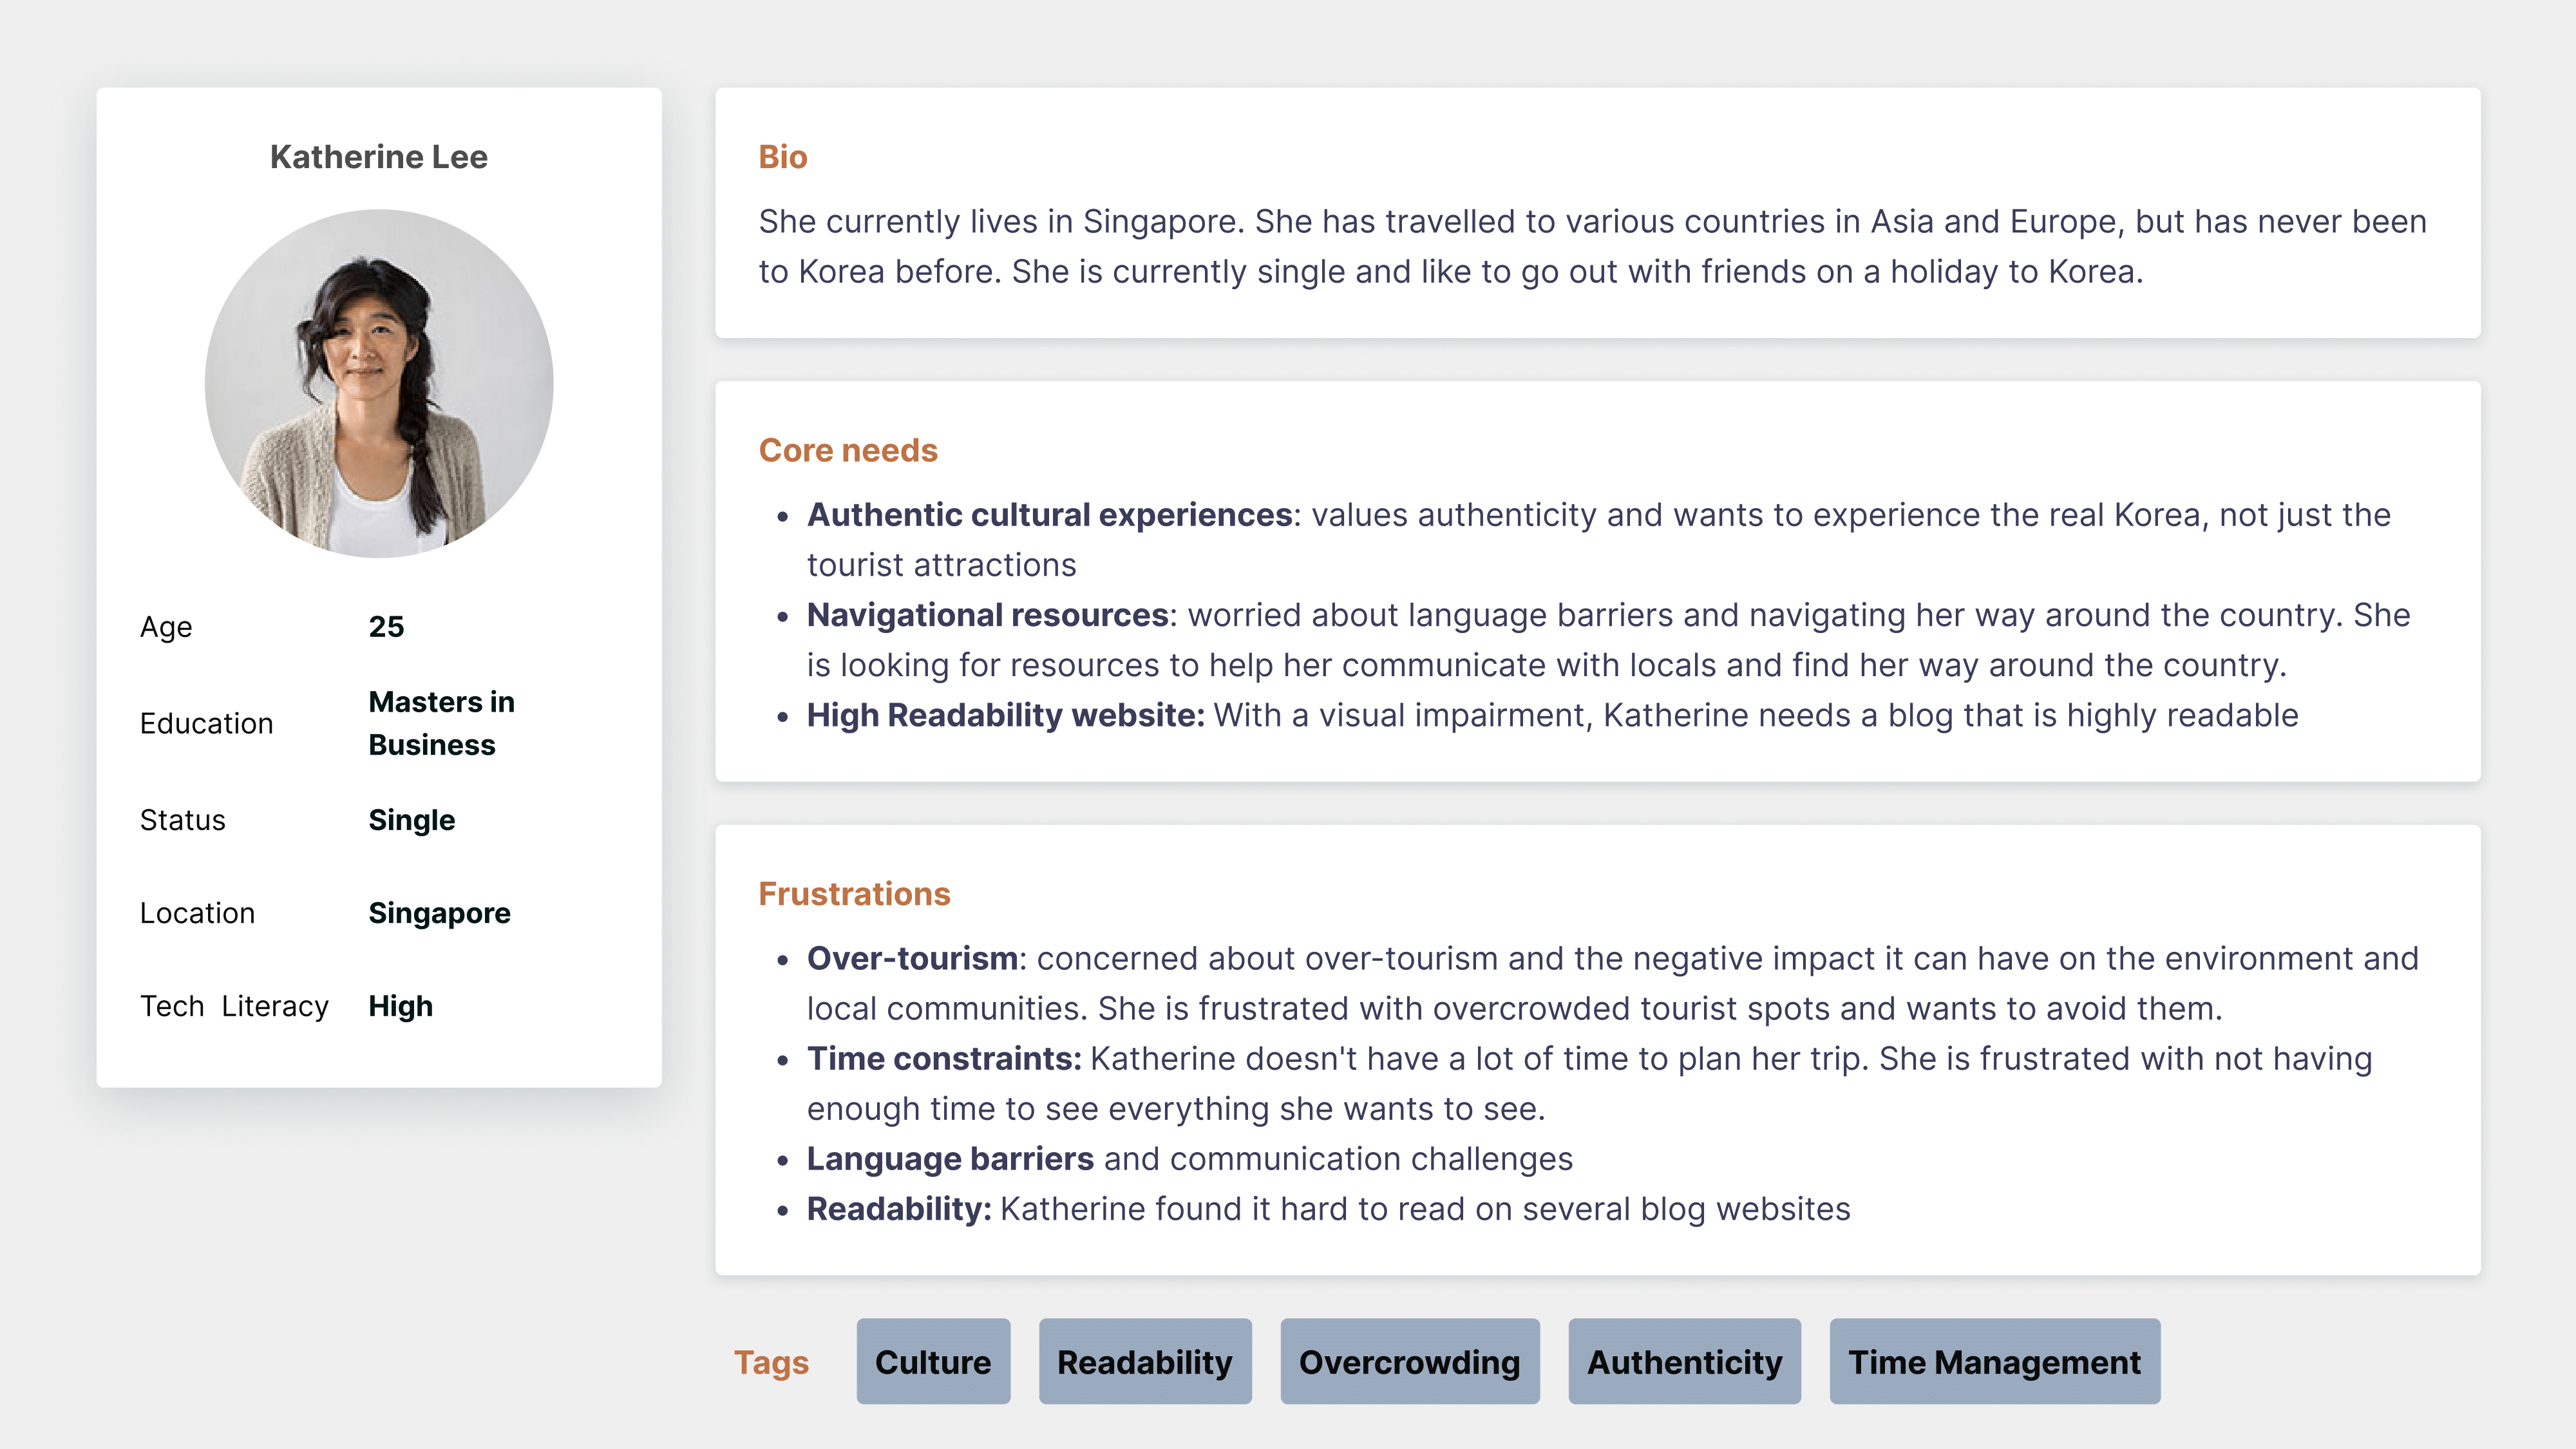 Katherine Lee
Age 25
Education Masters in
Business
Status Single
Location Singapore
Tech Literacy High
Bio
She currently lives in Singapore. She has travelled to various countries in Asia and Europe, but has never been
to Korea before. She is currently single and like to go out with friends on a holiday to Korea.
Core needs
• Authentic cultural experiences: values authenticity and wants to experience the real Korea, not just the
tourist attractions
• Navigational resources: worried about language barriers and navigating her way around the country. She
is looking for resources to help her communicate with locals and find her way around the country.
• High Readability website: With a visual impairment, Katherine needs a blog that is highly readable
Frustrations
• Over-tourism: concerned about over-tourism and the negative impact it can have on the environment and
local communities. She is frustrated with overcrowded tourist spots and wants to avoid them.
• Time constraints: Katherine doesn't have a lot of time to plan her trip. She is frustrated with not having
enough time to see everything she wants to see.
• Language barriers and communication challenges
• Readability: Katherine found it hard to read on several blog websites
Tags Culture Readability Overcrowding Authenticity Time Management